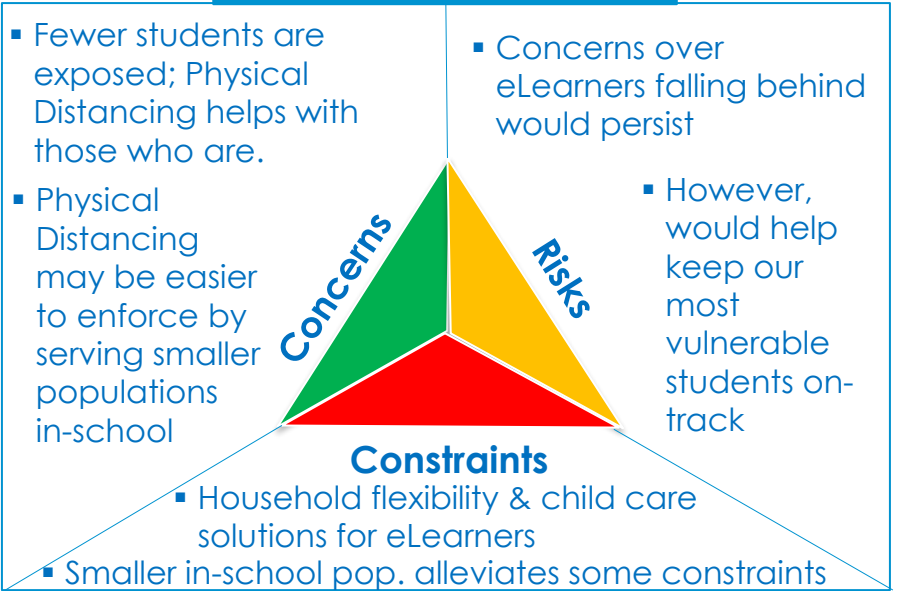 ▪ Fewer students are
exposed; Physical
Distancing helps with
those who are.
▪ Physical
Distancing
may be easier
to enforce by
serving smaller
populations
in-school
Concerns
▪ Concerns over
eLearners falling behind
would persist
▪ However,
would help
keep our
most
vulnerable
students on-
track
Risks
Constraints
▪ Household flexibility & child care
solutions for eLearners
▪ Smaller in-school pop. alleviates some constraints